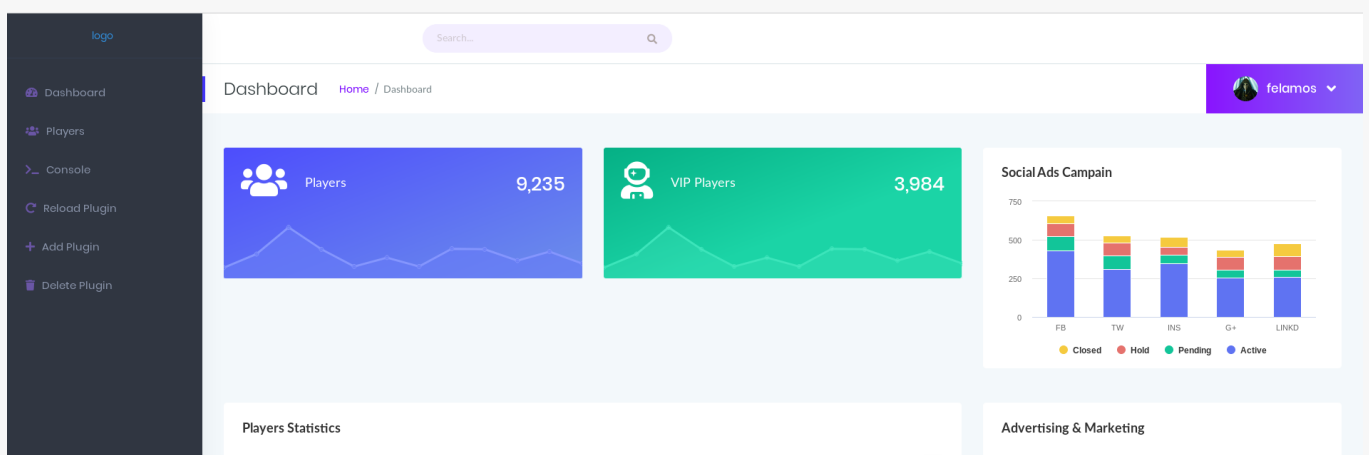 logo
Search...
Dashboard
Players
Console
Reload Plugin
Add Plugin
Delete Plugin
Dashboard Home / Dashboard
felamos
Players 9,235
VIP Players 3,984
Social Ads Campain
750
500
250
0
FB TW INS G+ LINKD
Closed Hold Pending Active
Players Statistics
Advertising & Marketing